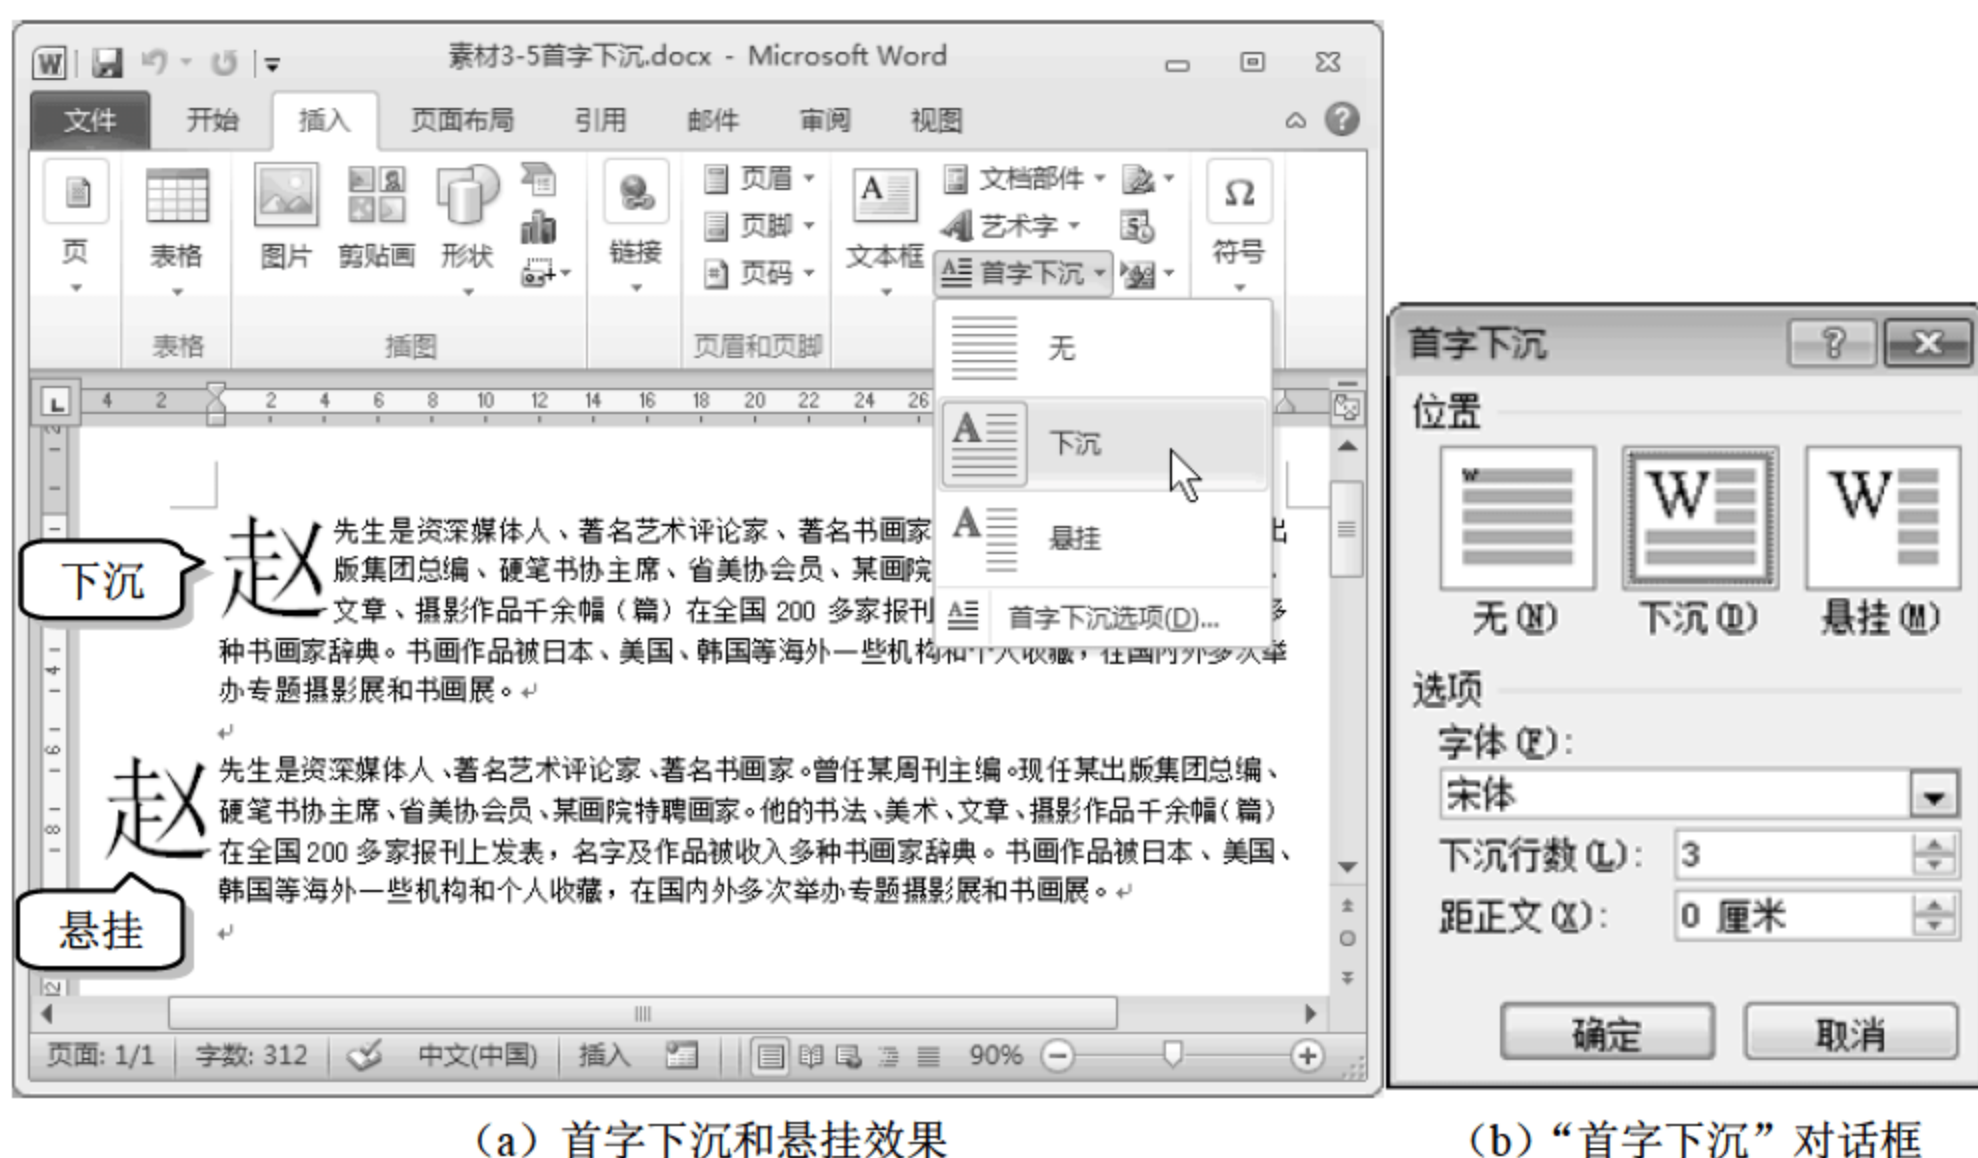 素材3-5首字下沉.docx - Microsoft Word
文件 开始 插入 页面布局 引用 邮件 审阅 视图
页 表格 图片 剪贴画 形状 链接 页眉 页脚 页码 文本框 文档部件 艺术字 首字下沉 符号
表格 插图 页眉和页脚
无
下沉
悬挂
首字下沉选项(D)...
4 2 2 4 6 8 10 12 14 16 18 20 22 24 26
赵先生是资深媒体人、著名艺术评论家、著名书画家
版集团总编、硬笔书协主席、省美协会员、某画院
文章、摄影作品千余幅（篇）在全国 200 多家报刊 多
种书画家辞典。书画作品被日本、美国、韩国等海外一些机构和个人收藏，在国内外多次举
办专题摄影展和书画展。
下沉
赵先生是资深媒体人、著名艺术评论家、著名书画家。曾任某周刊主编。现任某出版集团总编、
硬笔书协主席、省美协会员、某画院特聘画家。他的书法、美术、文章、摄影作品千余幅（篇）
在全国 200 多家报刊上发表，名字及作品被收入多种书画家辞典。书画作品被日本、美国、
韩国等海外一些机构和个人收藏，在国内外多次举办专题摄影展和书画展。
悬挂
页面: 1/1 字数: 312 中文(中国) 插入 90%
（a）首字下沉和悬挂效果
首字下沉
位置
无(N) 下沉(D) 悬挂(M)
选项
字体(F):
宋体
下沉行数(L): 3
距正文(X): 0 厘米
确定 取消
（b）“首字下沉”对话框